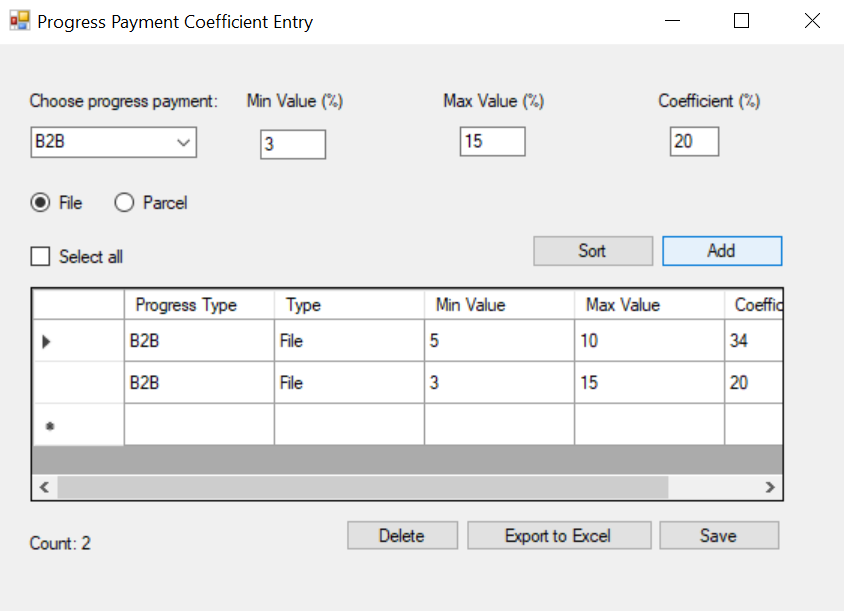 Progress Payment Coefficient Entry
Choose progress payment: Min Value (%) Max Value (%) Coefficient (%)
B2B 3 15 20
File Parcel
Select all Sort Add
Progress Type Type Min Value Max Value Coeffic
B2B File 5 10 34
B2B File 3 15 20
Count: 2 Delete Export to Excel Save